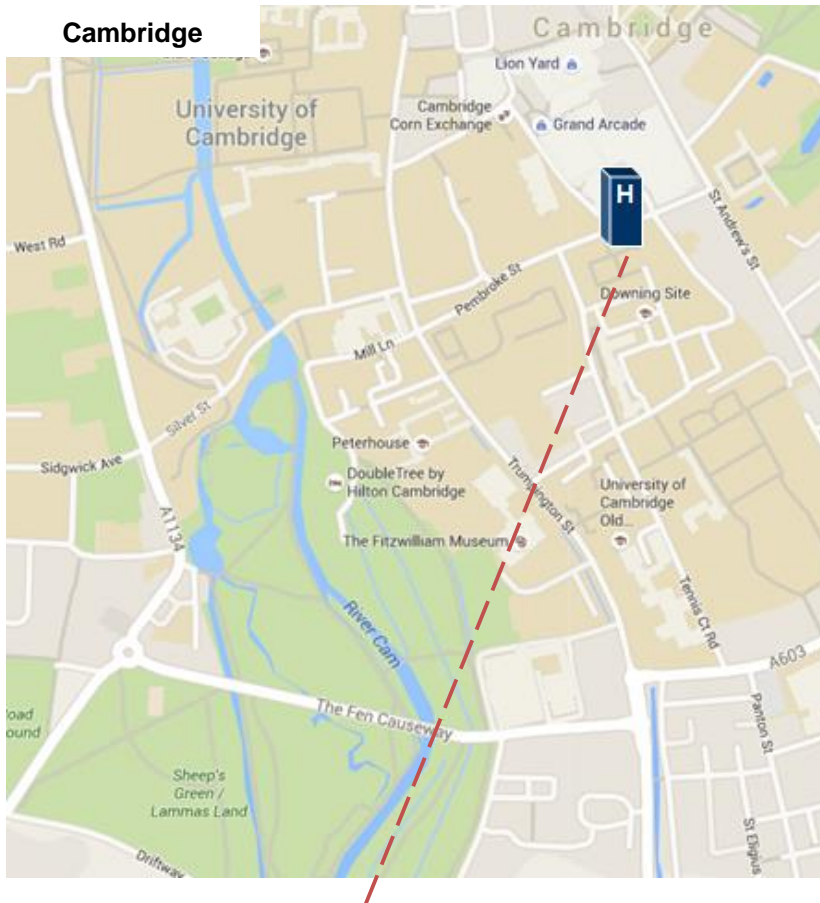 Cambridge
Cambridge
Lion Yard
University of
Cambridge
Cambridge
Corn Exchange
Grand Arcade
H
St Andrew's St
West Rd
Pembroke St
Downing Site
Mill Ln
Silver St
Peterhouse
Sidgwick Ave
DoubleTree by
Hilton Cambridge
Trumpington St
University of
Cambridge
Old...
A1134
The Fitzwilliam Museum
Tennis Ct Rd
River Cam
A603
The Fen Causeway
Panton St
oad
ound
Sheep's
Green /
Lammas Land
St Eligius
Driftway